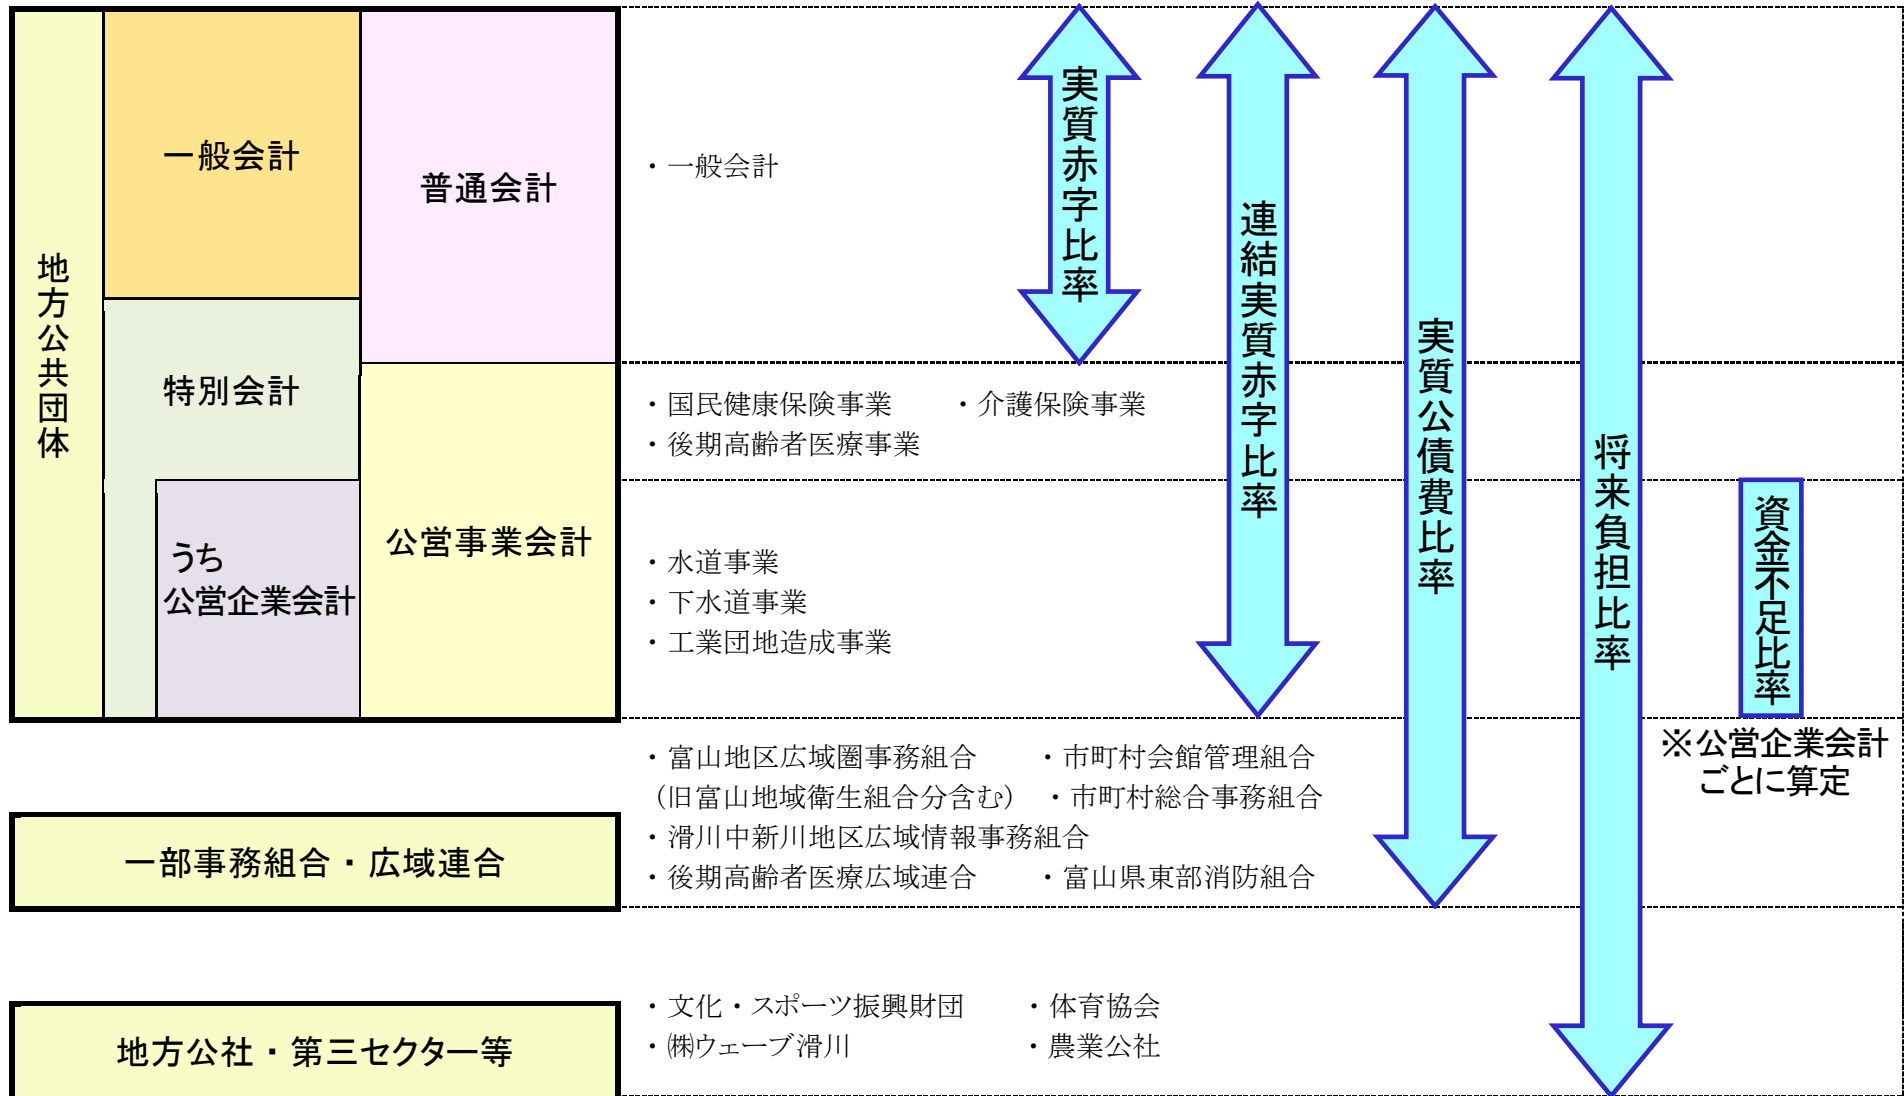 地方公共団体
一般会計
普通会計
特別会計
うち
公営企業会計
公営事業会計
・一般会計
・国民健康保険事業 ・介護保険事業
・後期高齢者医療事業
・水道事業
・下水道事業
・工業団地造成事業
実質赤字比率
連結実質赤字比率
実質公債費比率
将来負担比率
資金不足比率
※公営企業会計
ごとに算定
一部事務組合・広域連合
・富山地区広域圏事務組合 ・市町村会館管理組合
(旧富山地域衛生組合分含む) ・市町村総合事務組合
・滑川中新川地区広域情報事務組合
・後期高齢者医療広域連合 ・富山県東部消防組合
地方公社・第三セクター等
・文化・スポーツ振興財団 ・体育協会
・㈱ウェーブ滑川 ・農業公社